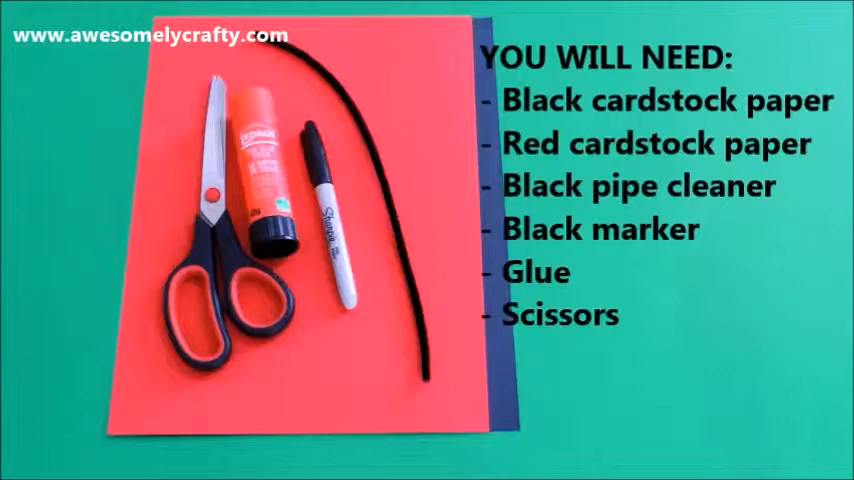 www.awesomelycrafty.com
YOU WILL NEED:
- Black cardstock paper
- Red cardstock paper
- Black pipe cleaner
- Black marker
- Glue
- Scissors
Sharpie